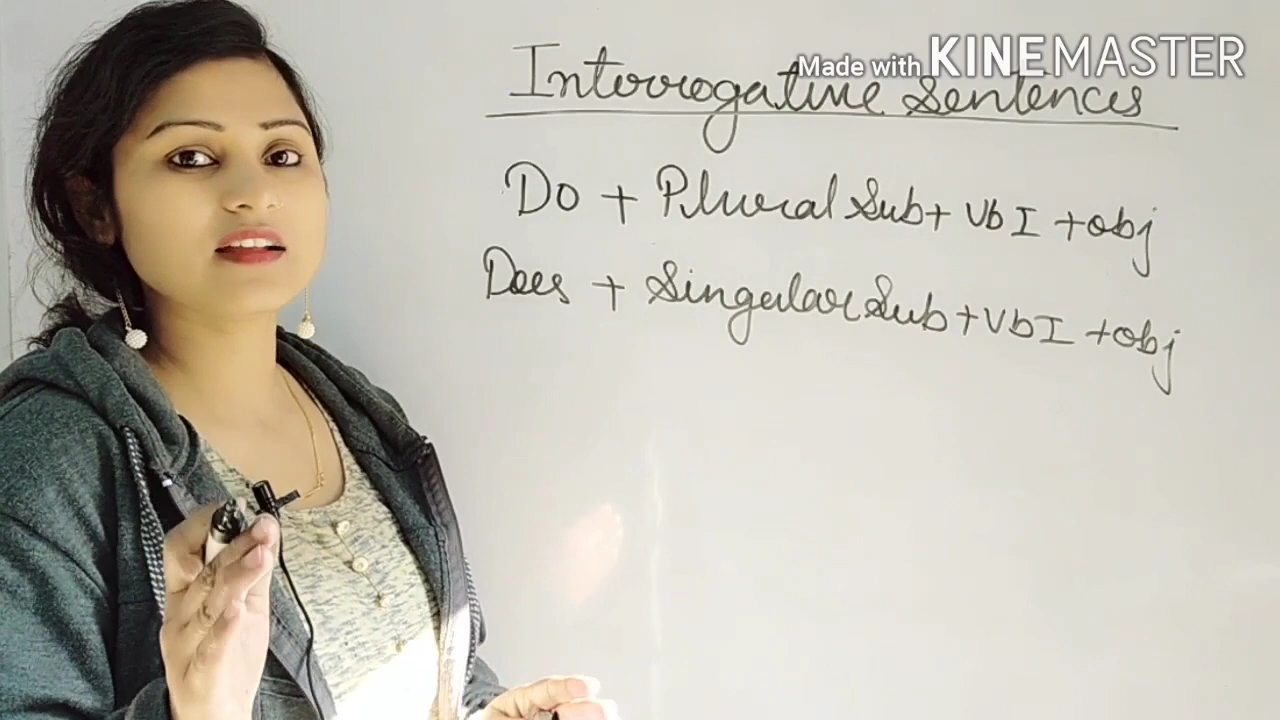 Made with KINEMASTER
Interrogative Sentences
Do + Plural Sub + Vb I + obj
Does + Singular Sub + Vb I + obj